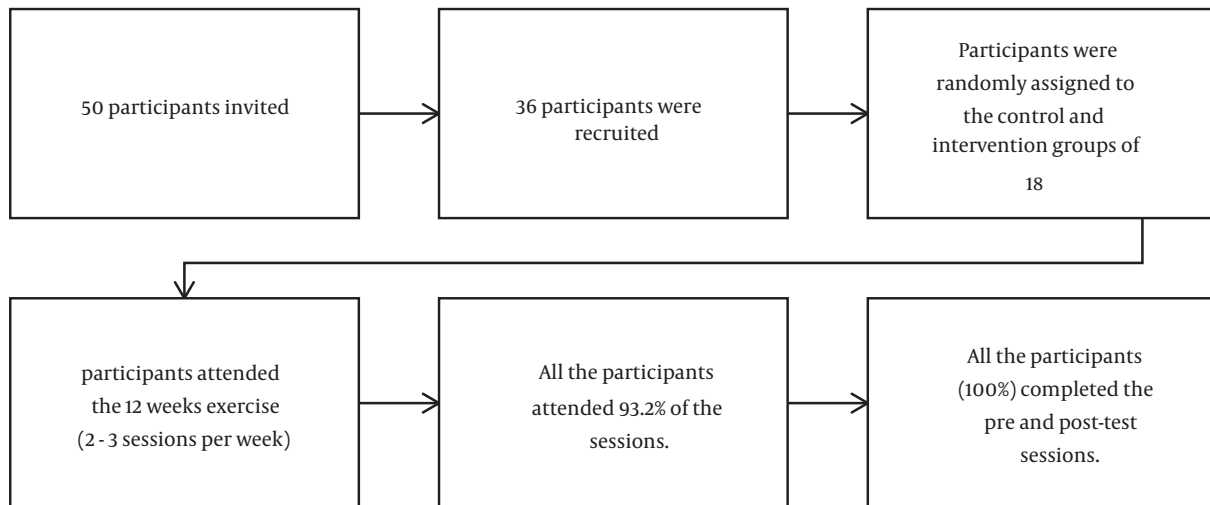 50 participants invited
36 participants were
recruited
Participants were
randomly assigned to
the control and
intervention groups of
18
participants attended
the 12 weeks exercise
(2 - 3 sessions per week)
All the participants
attended 93.2% of the
sessions.
All the participants
(100%) completed the
pre and post-test
sessions.